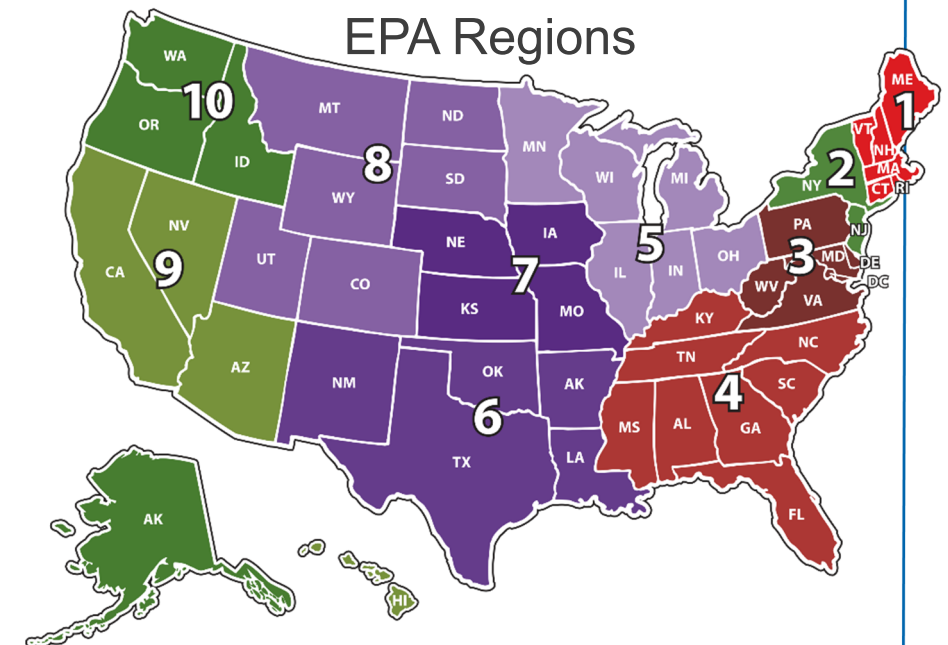 EPA Regions
WA
10
OR
ID
MT
ND
8
SD
WY
MN
WI
MI
5
ME
1
VT
NH
MA
CT RI
2
NY
NJ
PA
3
MD
DE
DC
WV
VA
NV
9
CA
UT
CO
NE
IA
7
KS
MO
IL
IN
OH
KY
TN
NC
4
SC
MS
AL
GA
FL
AZ
NM
OK
AK
6
TX
LA
AK
HI